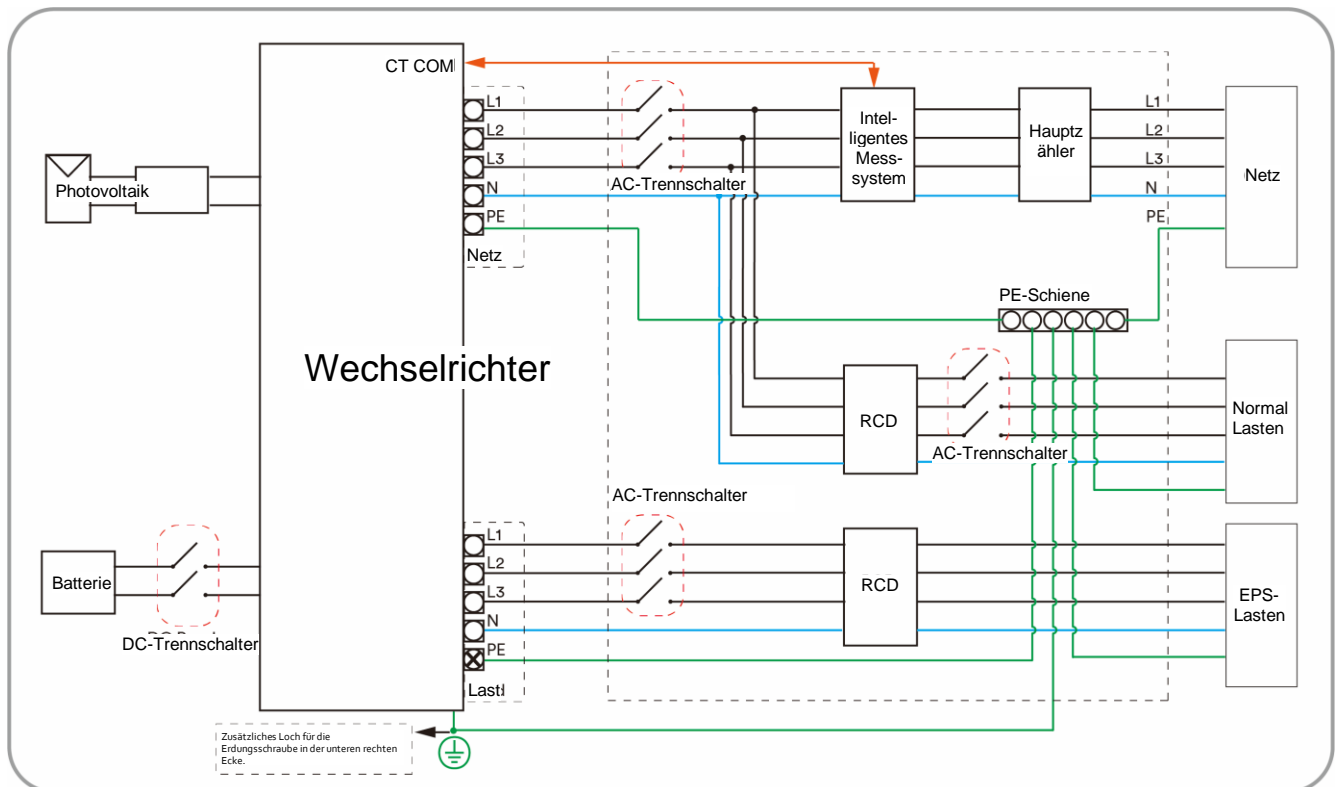 CT COM
L1
L2
L3
N
PE
Netz
Photovoltaik
AC-Trennschalter
Intel-
ligentes
Mess-
system
Hauptz
ähler
L1
L2
L3
N
PE
Netz
PE-Schiene
Wechselrichter
RCD
AC-Trennschalter
Normal
Lasten
AC-Trennschalter
L1
L2
L3
N
PE
Last
RCD
EPS-
Lasten
Batterie
DC-Trennschalter
Zusätzliches Loch für die
Erdungsschraube in der unteren rechten
Ecke.